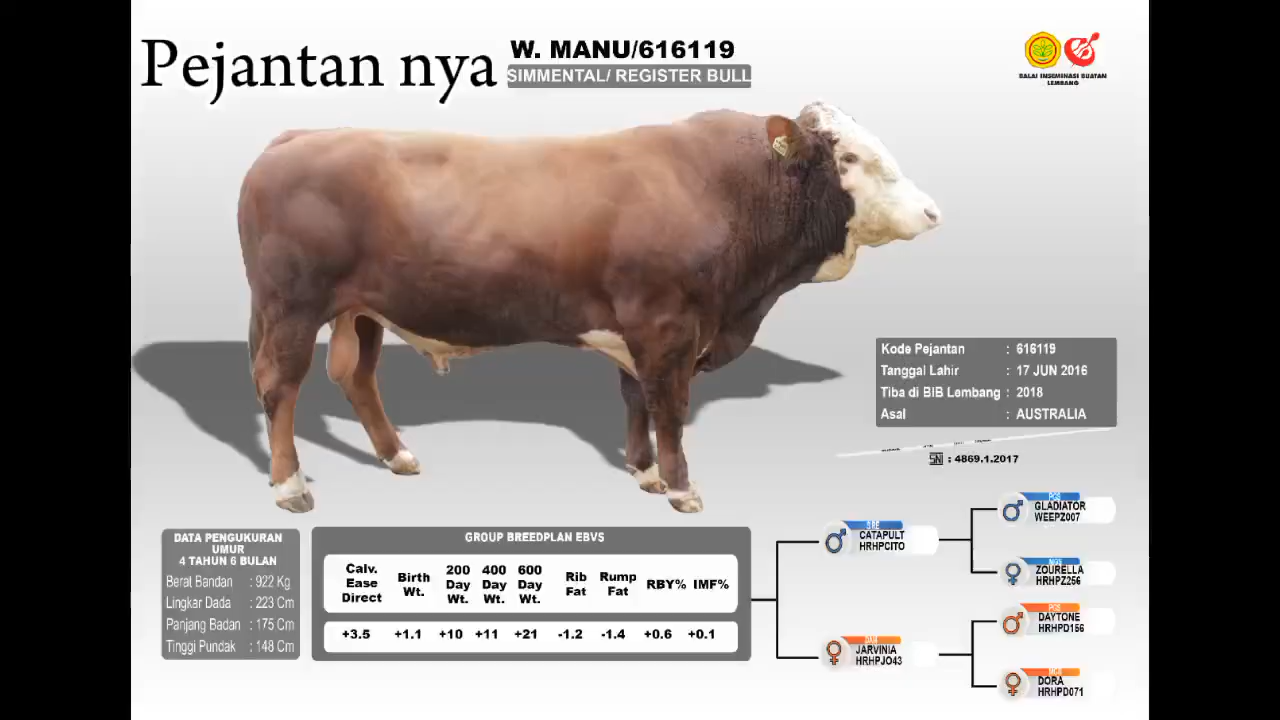 Pejantan nya
W. MANU/616119
SIMMENTAL/ REGISTER BULL
BALAI INSEMINASI BUATAN
LEMBANG
Kode Pejantan : 616119
Tanggal Lahir : 17 JUN 2016
Tiba di BIB Lembang : 2018
Asal : AUSTRALIA
SNI : 4869.1.2017
DATA PENGUKURAN
UMUR
4 TAHUN 6 BULAN
Berat Bandan : 922 Kg
Lingkar Dada : 223 Cm
Panjang Badan : 175 Cm
Tinggi Pundak : 148 Cm
GROUP BREEDPLAN EBVS
Calv. Ease Direct Birth Wt. 200 Day Wt. 400 Day Wt. 600 Day Wt. Rib Fat Rump Fat RBY% IMF%
+3.5 +1.1 +10 +11 +21 -1.2 -1.4 +0.6 +0.1
SIRE
CATAPULT
HRHPCITO
DAM
JARVINIA
HRHPJO43
GLADIATOR
WEEPZ007
ZOURELLA
HRHPZ256
DAYTONE
HRHPD156
DORA
HRHPD071